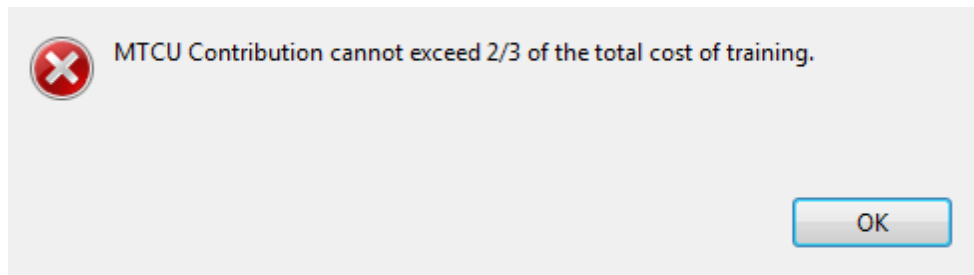 MTCU Contribution cannot exceed 2/3 of the total cost of training.
OK